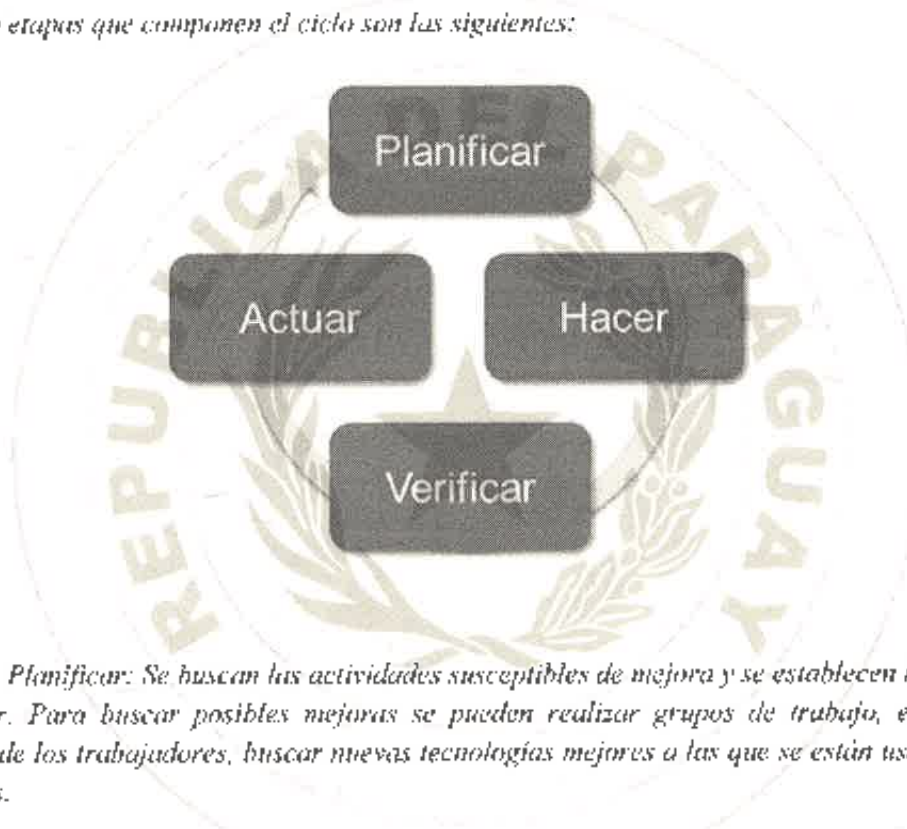 etapas que componen el ciclo son las siguientes:
REPUBLICA DEL PARAGUAY
Planificar
Actuar
Hacer
Verificar
Planificar: Se buscan las actividades susceptibles de mejora y se establecen
r. Para buscar posibles mejoras se pueden realizar grupos de trabajo, e
de los trabajadores, buscar nuevas tecnologías mejores a las que se están us
s.